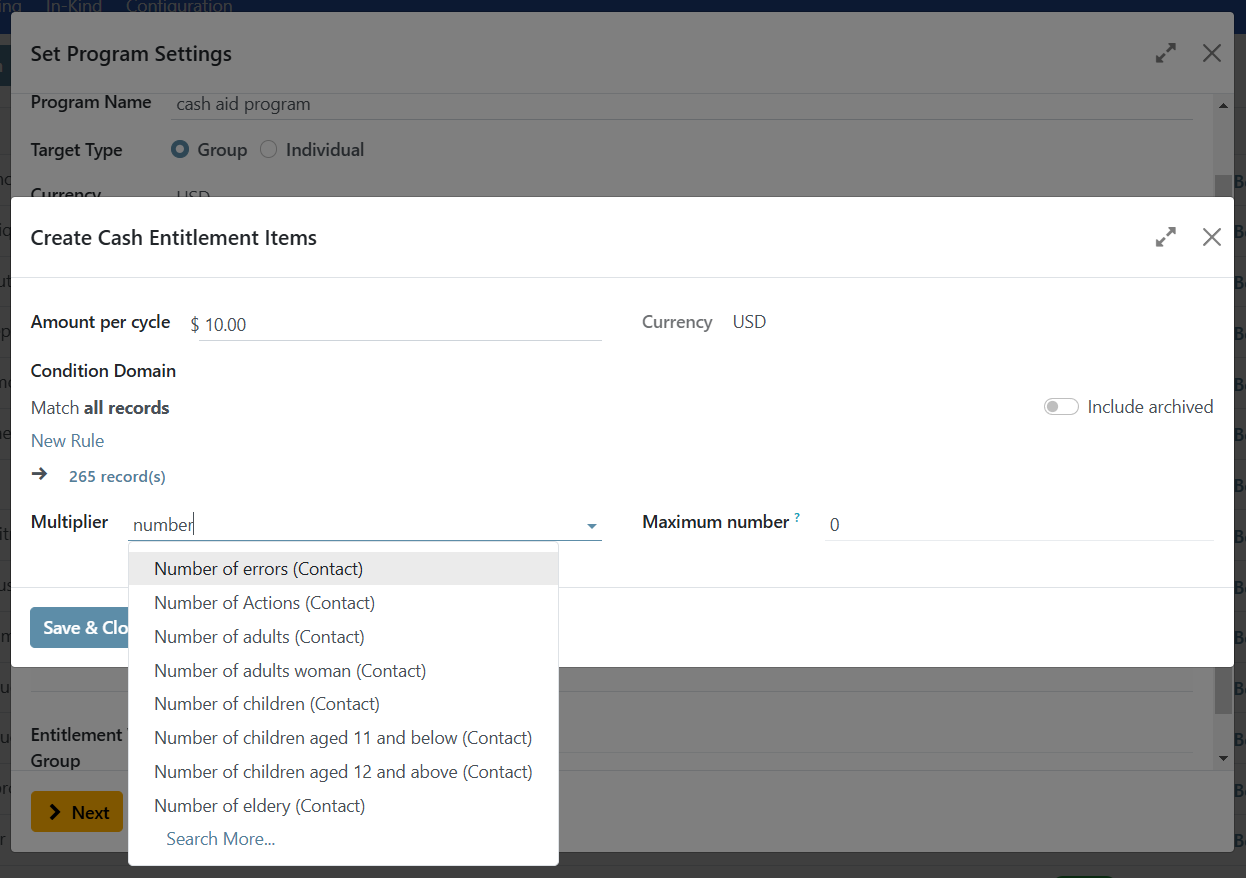 In-Kind Configuration
Set Program Settings
Program Name cash aid program
Target Type Group Individual
Currency USD
Create Cash Entitlement Items
Amount per cycle $ 10.00 Currency USD
Condition Domain
Match all records Include archived
New Rule
→ 265 record(s)
Multiplier number Maximum number ? 0
Number of errors (Contact)
Number of Actions (Contact)
Save & Clo
Number of adults (Contact)
Number of adults woman (Contact)
Number of children (Contact)
Entitlement
Group
Number of children aged 11 and below (Contact)
Number of children aged 12 and above (Contact)
Next
Number of eldery (Contact)
Search More...